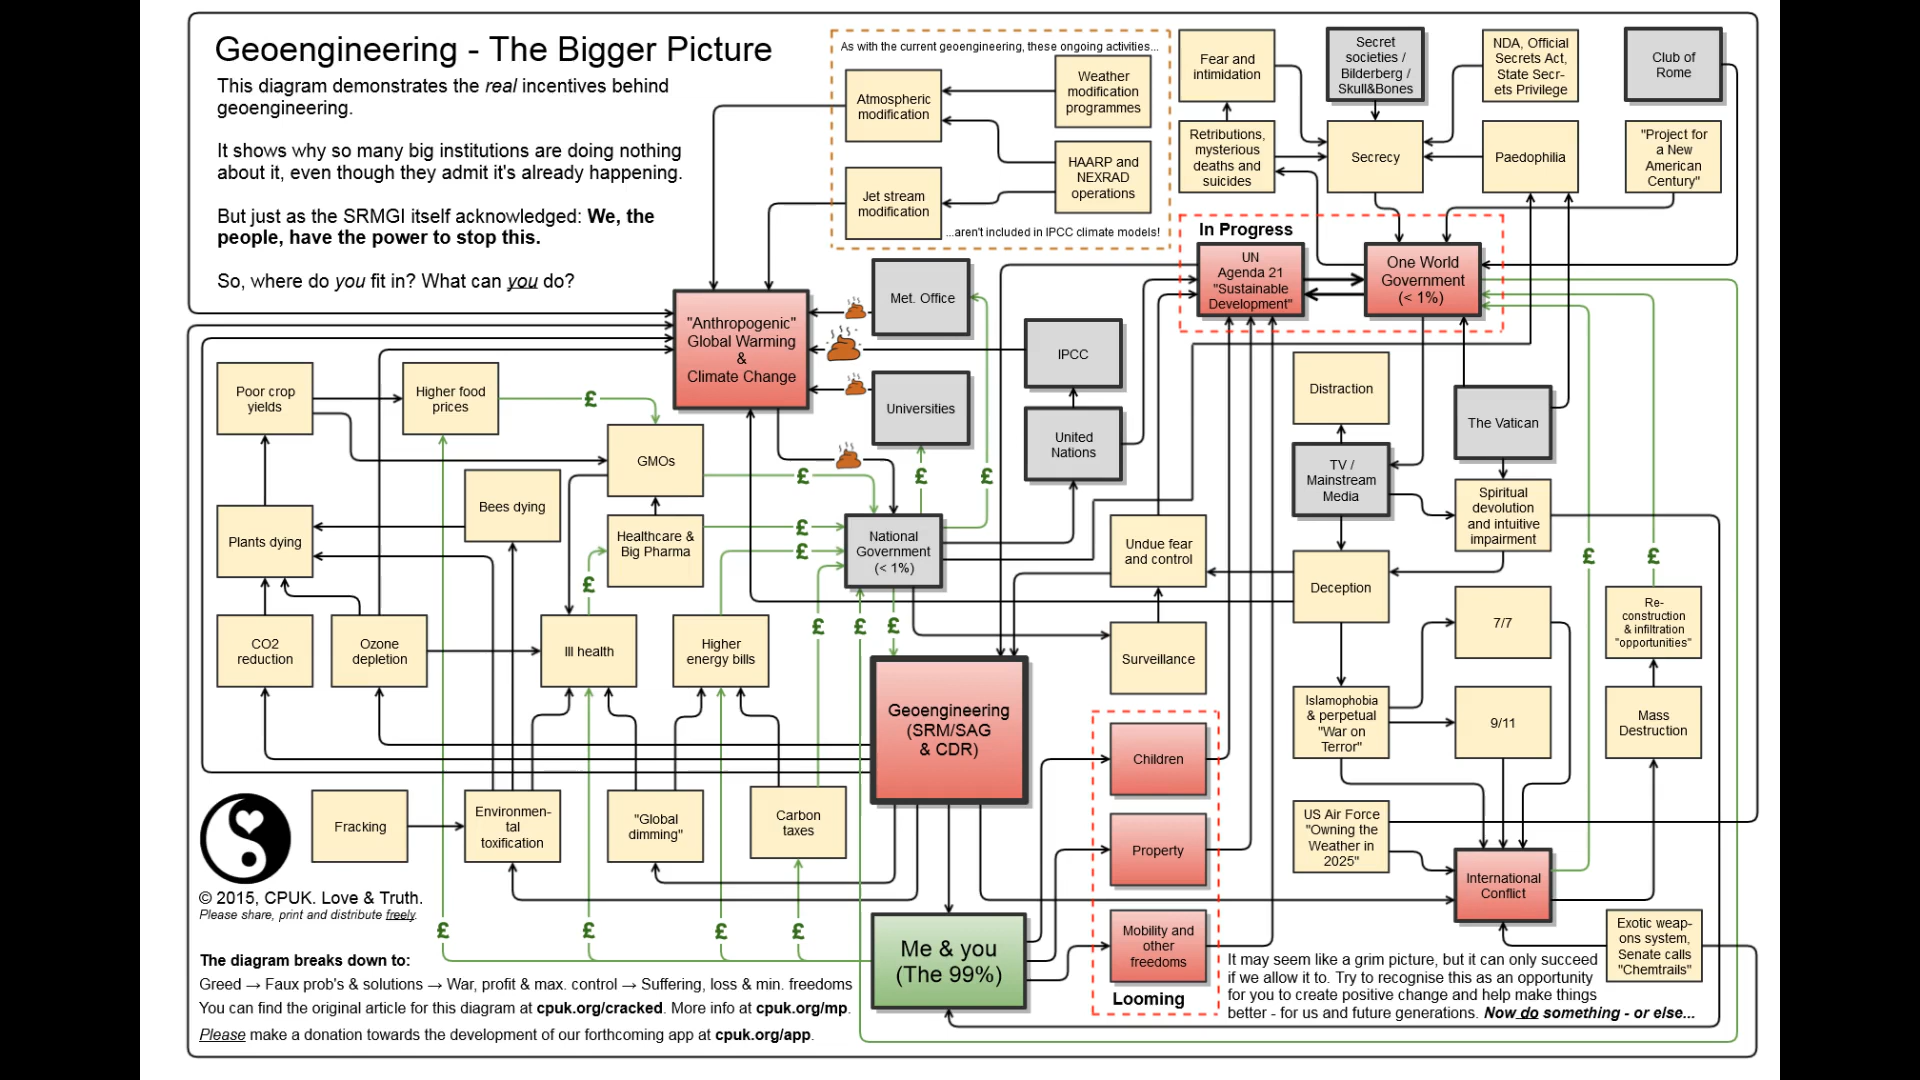 Geoengineering - The Bigger Picture
This diagram demonstrates the real incentives behind
geoengineering.
It shows why so many big institutions are doing nothing
about it, even though they admit it's already happening.
But just as the SRMGI itself acknowledged: We, the
people, have the power to stop this.
So, where do you fit in? What can you do?
As with the current geoengineering, these ongoing activities...
Atmospheric
modification
Weather
modification
programmes
HAARP and
NEXRAD
operations
Jet stream
modification
...aren't included in IPCC climate models!
Fear and
intimidation
Secret
societies /
Bilderberg /
Skull&Bones
NDA, Official
Secrets Act,
State Secr-
ets Privilege
Club of
Rome
Retributions,
mysterious
deaths and
suicides
Secrecy
Paedophilia
"Project for
a New
American
Century"
In Progress
UN
Agenda 21
"Sustainable
Development"
One World
Government
(< 1%)
"Anthropogenic"
Global Warming
&
Climate Change
Met. Office
IPCC
Universities
United
Nations
Distraction
The Vatican
TV /
Mainstream
Media
Spiritual
devolution
and intuitive
impairment
Poor crop
yields
Higher food
prices
£
GMOs
£
£
£
Bees dying
Plants dying
Healthcare &
Big Pharma
£
£
£
National
Government
(< 1%)
Undue fear
and control
Deception
£
£
CO2
reduction
Ozone
depletion
Ill health
Higher
energy bills
£
£
£
Surveillance
7/7
Re-
construction
& infiltration
"opportunities"
Geoengineering
(SRM/SAG
& CDR)
Islamophobia
& perpetual
"War on
Terror"
9/11
Mass
Destruction
Children
Fracking
Environmen-
tal
toxification
"Global
dimming"
Carbon
taxes
Property
US Air Force
"Owning the
Weather in
2025"
International
Conflict
© 2015, CPUK. Love & Truth.
Please share, print and distribute freely.
£
£
£
£
Me & you
(The 99%)
Mobility and
other
freedoms
Looming
Exotic weap-
ons system,
Senate calls
"Chemtrails"
The diagram breaks down to:
Greed → Faux prob's & solutions → War, profit & max. control → Suffering, loss & min. freedoms
You can find the original article for this diagram at cpuk.org/cracked. More info at cpuk.org/mp.
Please make a donation towards the development of our forthcoming app at cpuk.org/app.
It may seem like a grim picture, but it can only succeed
if we allow it to. Try to recognise this as an opportunity
for you to create positive change and help make things
better - for us and future generations. Now do something - or else...